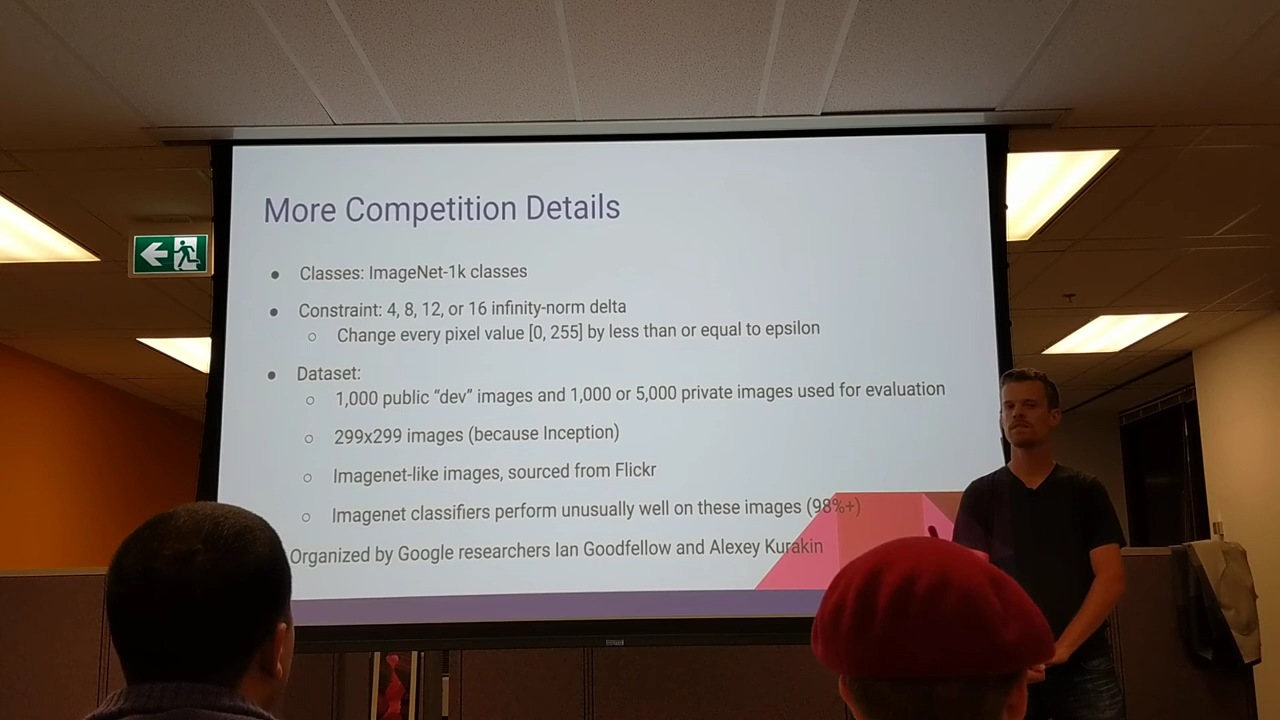 More Competition Details
● Classes: ImageNet-1k classes
● Constraint: 4, 8, 12, or 16 infinity-norm delta
○ Change every pixel value [0, 255] by less than or equal to epsilon
● Dataset:
○ 1,000 public “dev” images and 1,000 or 5,000 private images used for evaluation
○ 299x299 images (because Inception)
○ Imagenet-like images, sourced from Flickr
○ Imagenet classifiers perform unusually well on these images (98%+)
Organized by Google researchers Ian Goodfellow and Alexey Kurakin